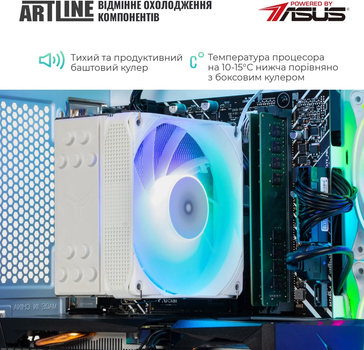 ARTLINE
ВІДМІННЕ ОХОЛОДЖЕННЯ
КОМПОНЕНТІВ
POWERED BY
ASUS
Тихий та продуктивний
баштовий кулер
C°
Температура процесора
на 10-15°C нижча порівняно
з боксовим кулером